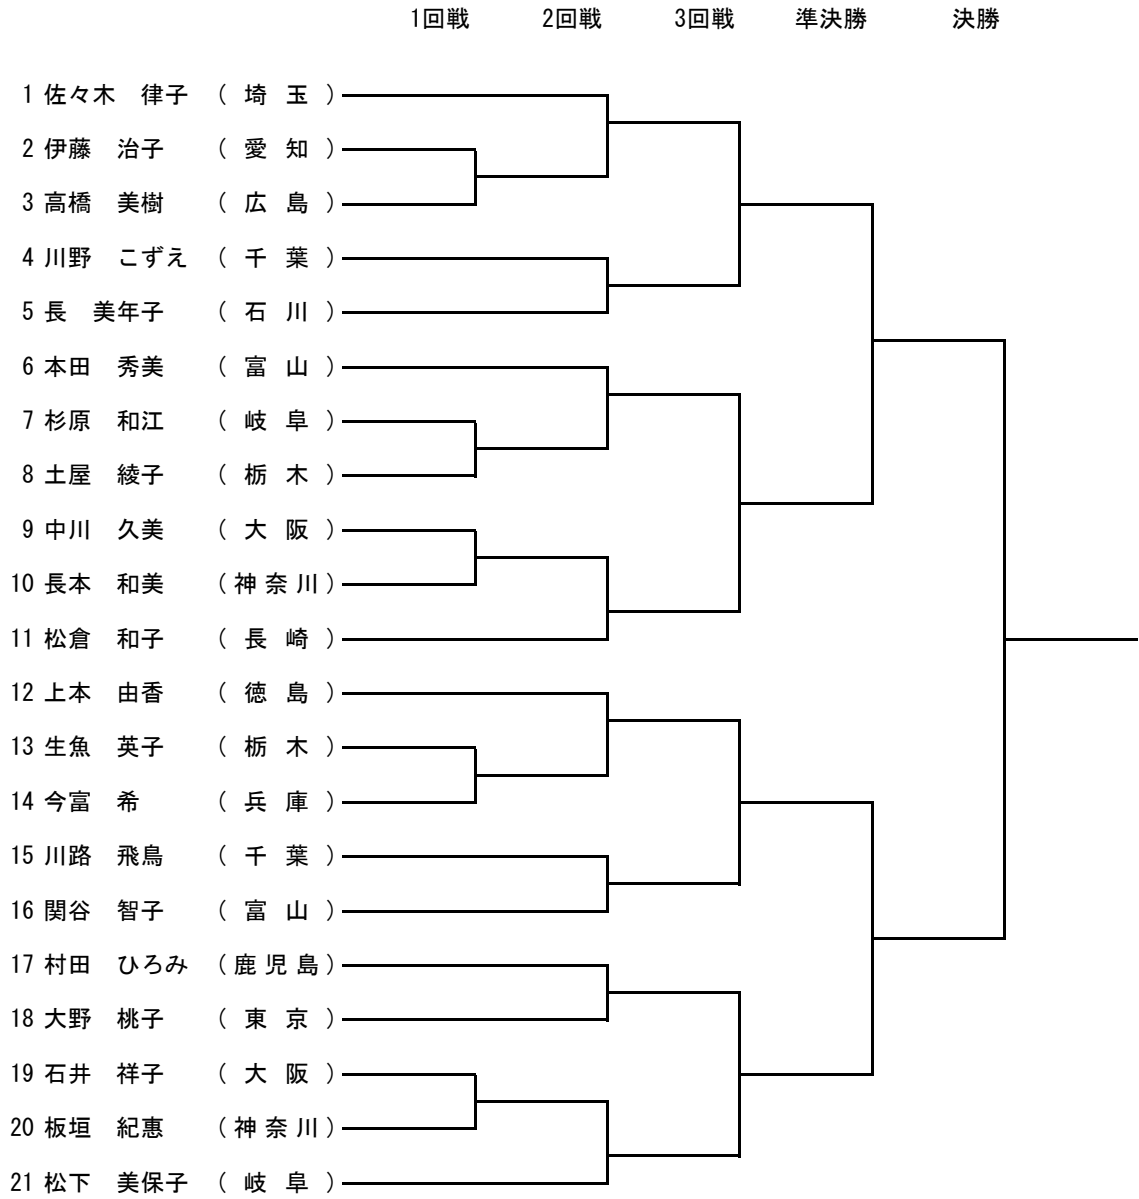 1回戦 2回戦 3回戦 準決勝 決勝
1 佐々木 律子 ( 埼 玉 )
2 伊藤 治子 ( 愛 知 )
3 高橋 美樹 ( 広 島 )
4 川野 こずえ ( 千 葉 )
5 長 美年子 ( 石 川 )
6 本田 秀美 ( 富 山 )
7 杉原 和江 ( 岐 阜 )
8 土屋 綾子 ( 栃 木 )
9 中川 久美 ( 大 阪 )
10 長本 和美 ( 神 奈 川 )
11 松倉 和子 ( 長 崎 )
12 上本 由香 ( 徳 島 )
13 生魚 英子 ( 栃 木 )
14 今富 希 ( 兵 庫 )
15 川路 飛鳥 ( 千 葉 )
16 関谷 智子 ( 富 山 )
17 村田 ひろみ ( 鹿 児 島 )
18 大野 桃子 ( 東 京 )
19 石井 祥子 ( 大 阪 )
20 板垣 紀惠 ( 神 奈 川 )
21 松下 美保子 ( 岐 阜 )